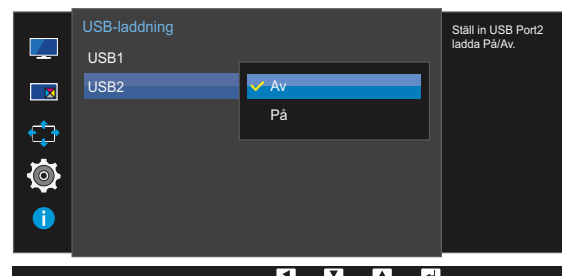 USB-laddning
Ställ in USB Port2
ladda På/Av.
USB1
USB2
Av
På